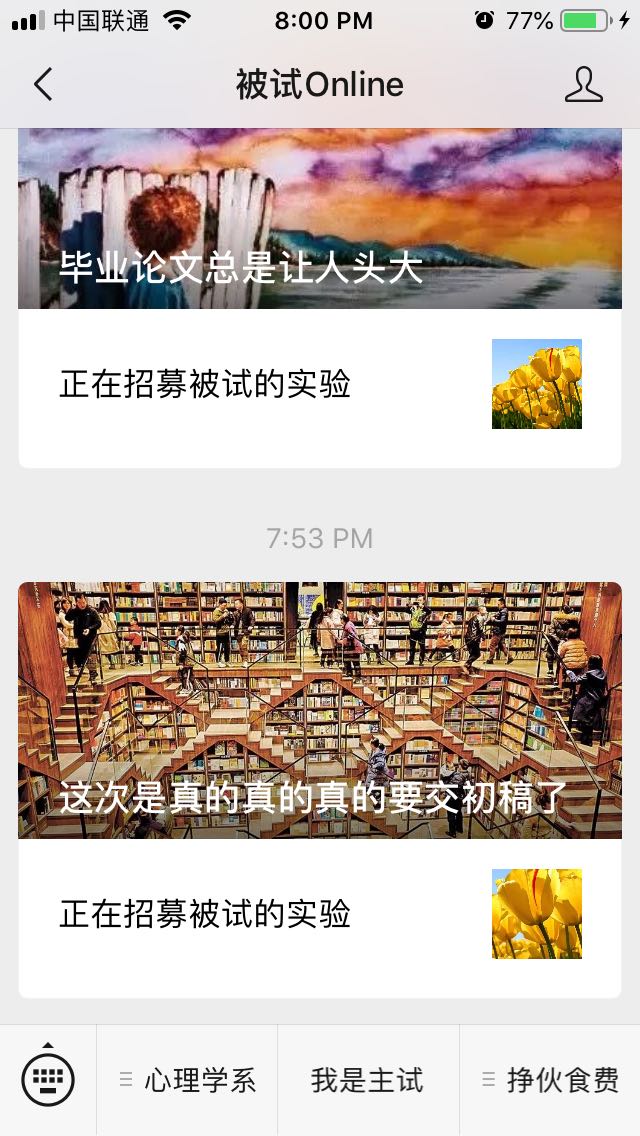 中国联通
8:00 PM
77%
被试Online
毕业论文总是让人头大
正在招募被试的实验
7:53 PM
这次是真的真的真的要交初稿了
正在招募被试的实验
心理学系
我是主试
挣伙食费